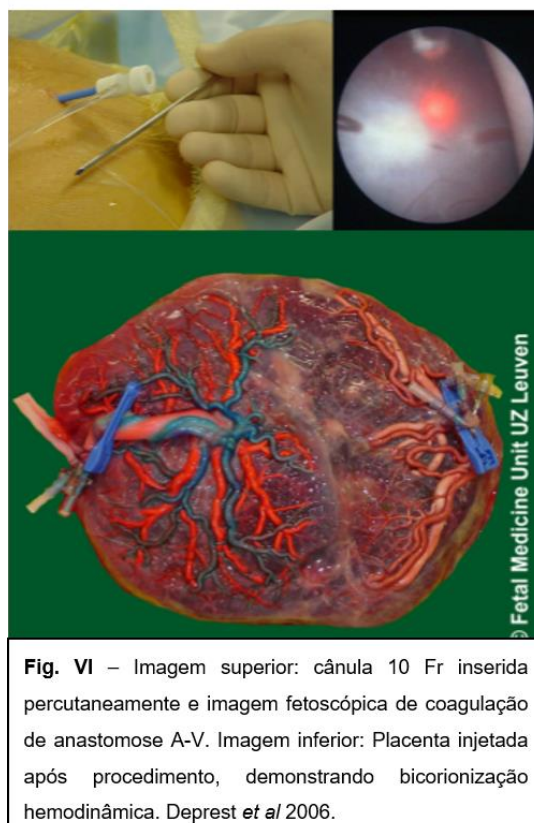 © Fetal Medicine Unit UZ Leuven
Fig. VI – Imagem superior: cânula 10 Fr inserida
percutaneamente e imagem fetoscópica de coagulação
de anastomose A-V. Imagem inferior: Placenta injetada
após procedimento, demonstrando bicorionização
hemodinâmica. Deprest et al 2006.